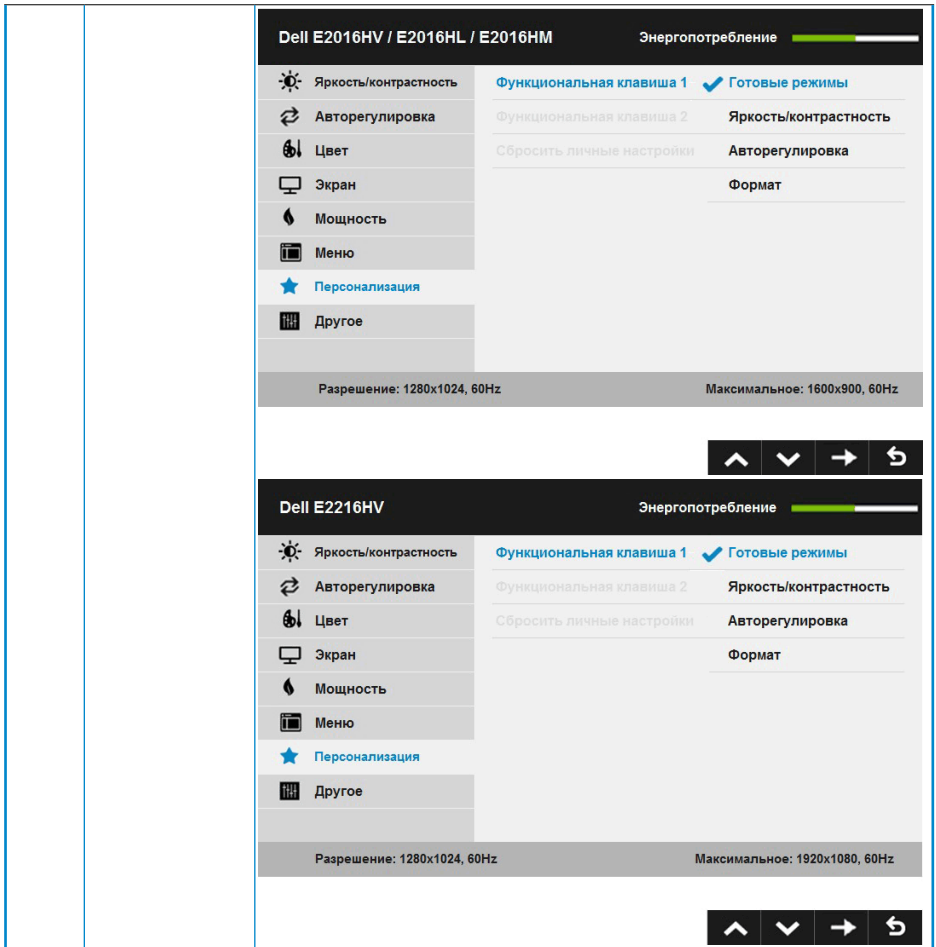 Dell E2016HV / E2016HL / E2016HM Энергопотребление
Яркость/контрастность Функциональная клавиша 1 Готовые режимы
Авторегулировка Функциональная клавиша 2 Яркость/контрастность
Цвет Сбросить личные настройки Авторегулировка
Экран Формат
Мощность
Меню
Персонализация
Другое
Разрешение: 1280x1024, 60Hz Максимальное: 1600x900, 60Hz
Dell E2216HV Энергопотребление
Яркость/контрастность Функциональная клавиша 1 Готовые режимы
Авторегулировка Функциональная клавиша 2 Яркость/контрастность
Цвет Сбросить личные настройки Авторегулировка
Экран Формат
Мощность
Меню
Персонализация
Другое
Разрешение: 1280x1024, 60Hz Максимальное: 1920x1080, 60Hz